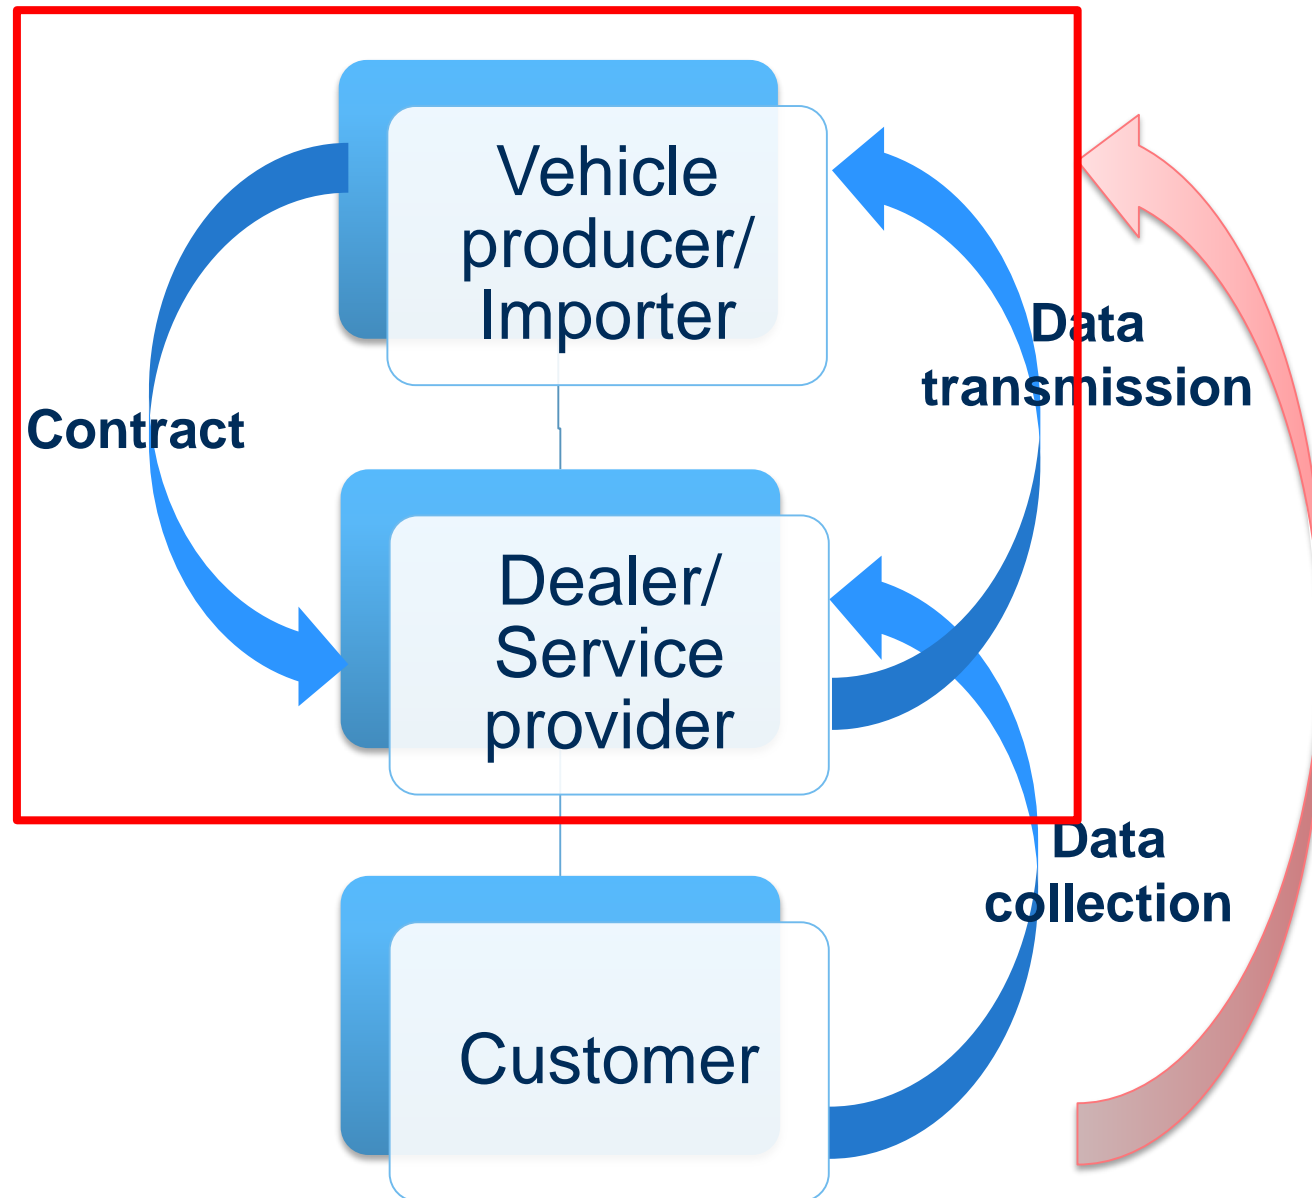 Vehicle
producer/
Importer
Data
transmission
Contract
Dealer/
Service
provider
Data
collection
Customer